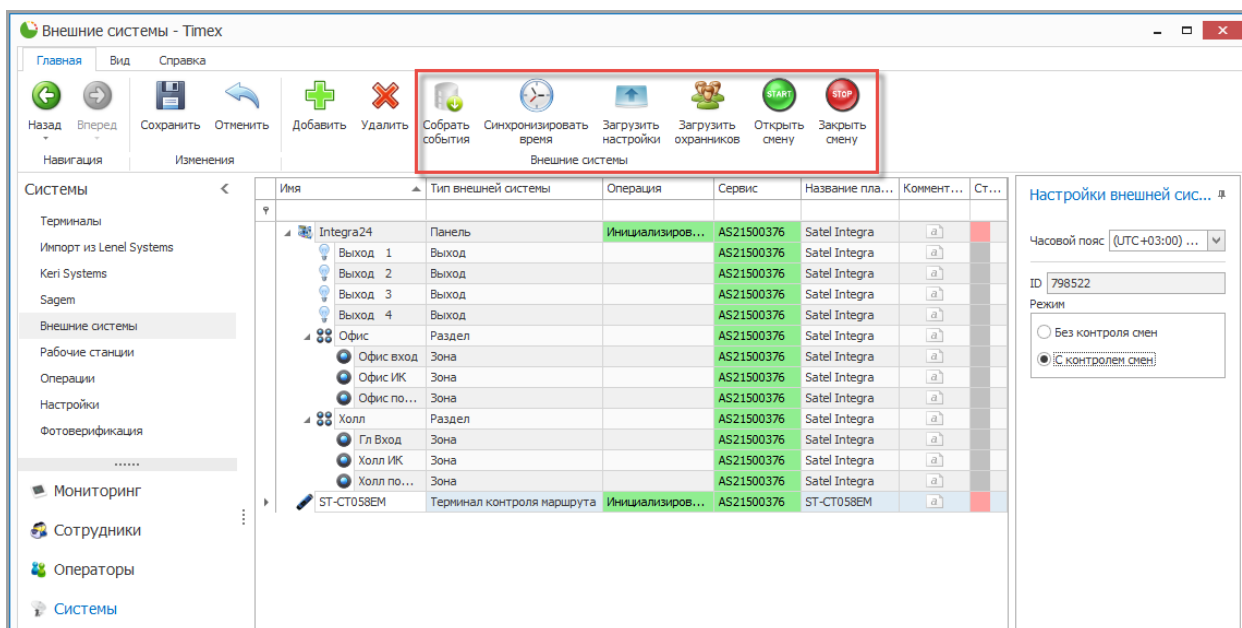 Внешние системы - Timex
Главная Вид Справка
START STOP
Назад Вперед Сохранить Отменить Добавить Удалить Собрать события Синхронизировать время Загрузить настройки Загрузить охранников Открыть смену Закрыть смену
Навигация Изменения Внешние системы
Системы
Терминалы
Импорт из Lenel Systems
Keri Systems
Sagem
Внешние системы
Рабочие станции
Операции
Настройки
Фотоверификация
Мониторинг
Сотрудники
Операторы
Системы
Имя Тип внешней системы Операция Сервис Название пла... Коммент... Ст...
Integra24 Панель Инициализиров... AS21500376 Satel Integra a
Выход 1 Выход AS21500376 Satel Integra a
Выход 2 Выход AS21500376 Satel Integra a
Выход 3 Выход AS21500376 Satel Integra a
Выход 4 Выход AS21500376 Satel Integra a
Офис Раздел AS21500376 Satel Integra a
Офис вход Зона AS21500376 Satel Integra a
Офис ИК Зона AS21500376 Satel Integra a
Офис по... Зона AS21500376 Satel Integra a
Холл Раздел AS21500376 Satel Integra a
Гл Вход Зона AS21500376 Satel Integra a
Холл ИК Зона AS21500376 Satel Integra a
Холл по... Зона AS21500376 Satel Integra a
ST-CT058EM Терминал контроля маршрута Инициализиров... AS21500376 ST-CT058EM a
Настройки внешней сис...
Часовой пояс (UTC+03:00) ...
ID 798522
Режим
Без контроля смен
С контролем смен